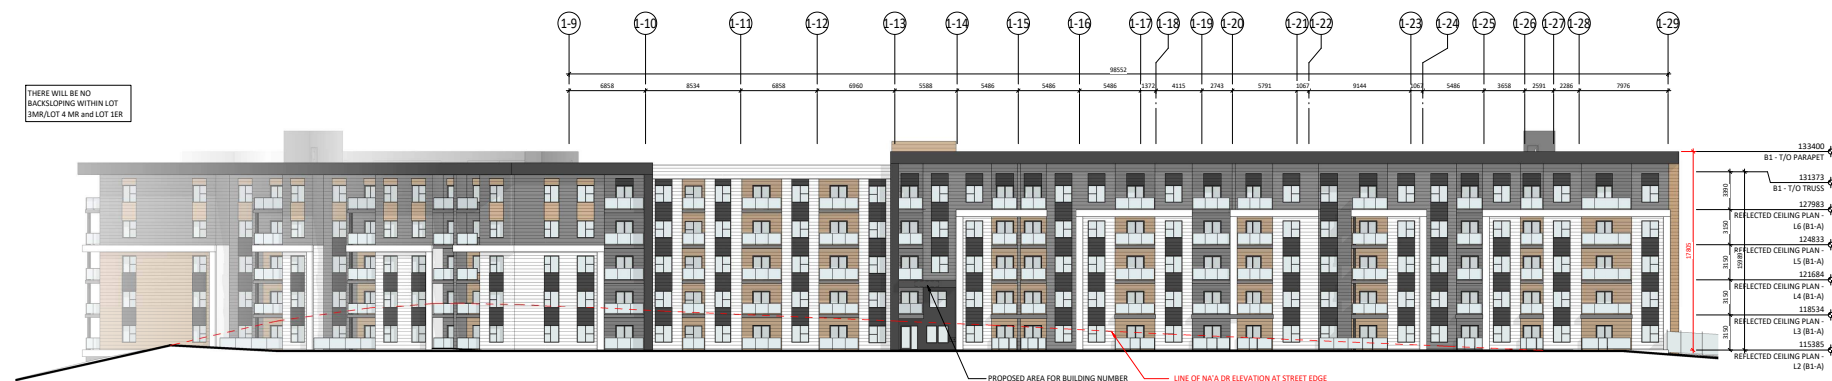 1-9 1-10 1-11 1-12 1-13 1-14 1-15 1-16 1-17 1-18 1-19 1-20 1-21 1-22 1-23 1-24 1-25 1-26 1-27 1-28 1-29
98552
6858 8534 6858 6960 5588 5486 5486 5486 1372 4115 2743 5791 1067 9144 1067 5486 3658 2591 2286 7976
THERE WILL BE NO
BACKSLOPING WITHIN LOT
3MR/LOT 4 MR and LOT 1ER
133400
B1 - T/O PARAPET
131373
B1 - T/O TRUSS
127983
REFLECTED CEILING PLAN -
L6 (B1-A)
124833
REFLECTED CEILING PLAN -
L5 (B1-A)
121684
REFLECTED CEILING PLAN -
L4 (B1-A)
118534
REFLECTED CEILING PLAN -
L3 (B1-A)
115385
REFLECTED CEILING PLAN -
L2 (B1-A)
17805
3390
3150
3150
3150
3150
15989
PROPOSED AREA FOR BUILDING NUMBER
LINE OF NA'A DR ELEVATION AT STREET EDGE